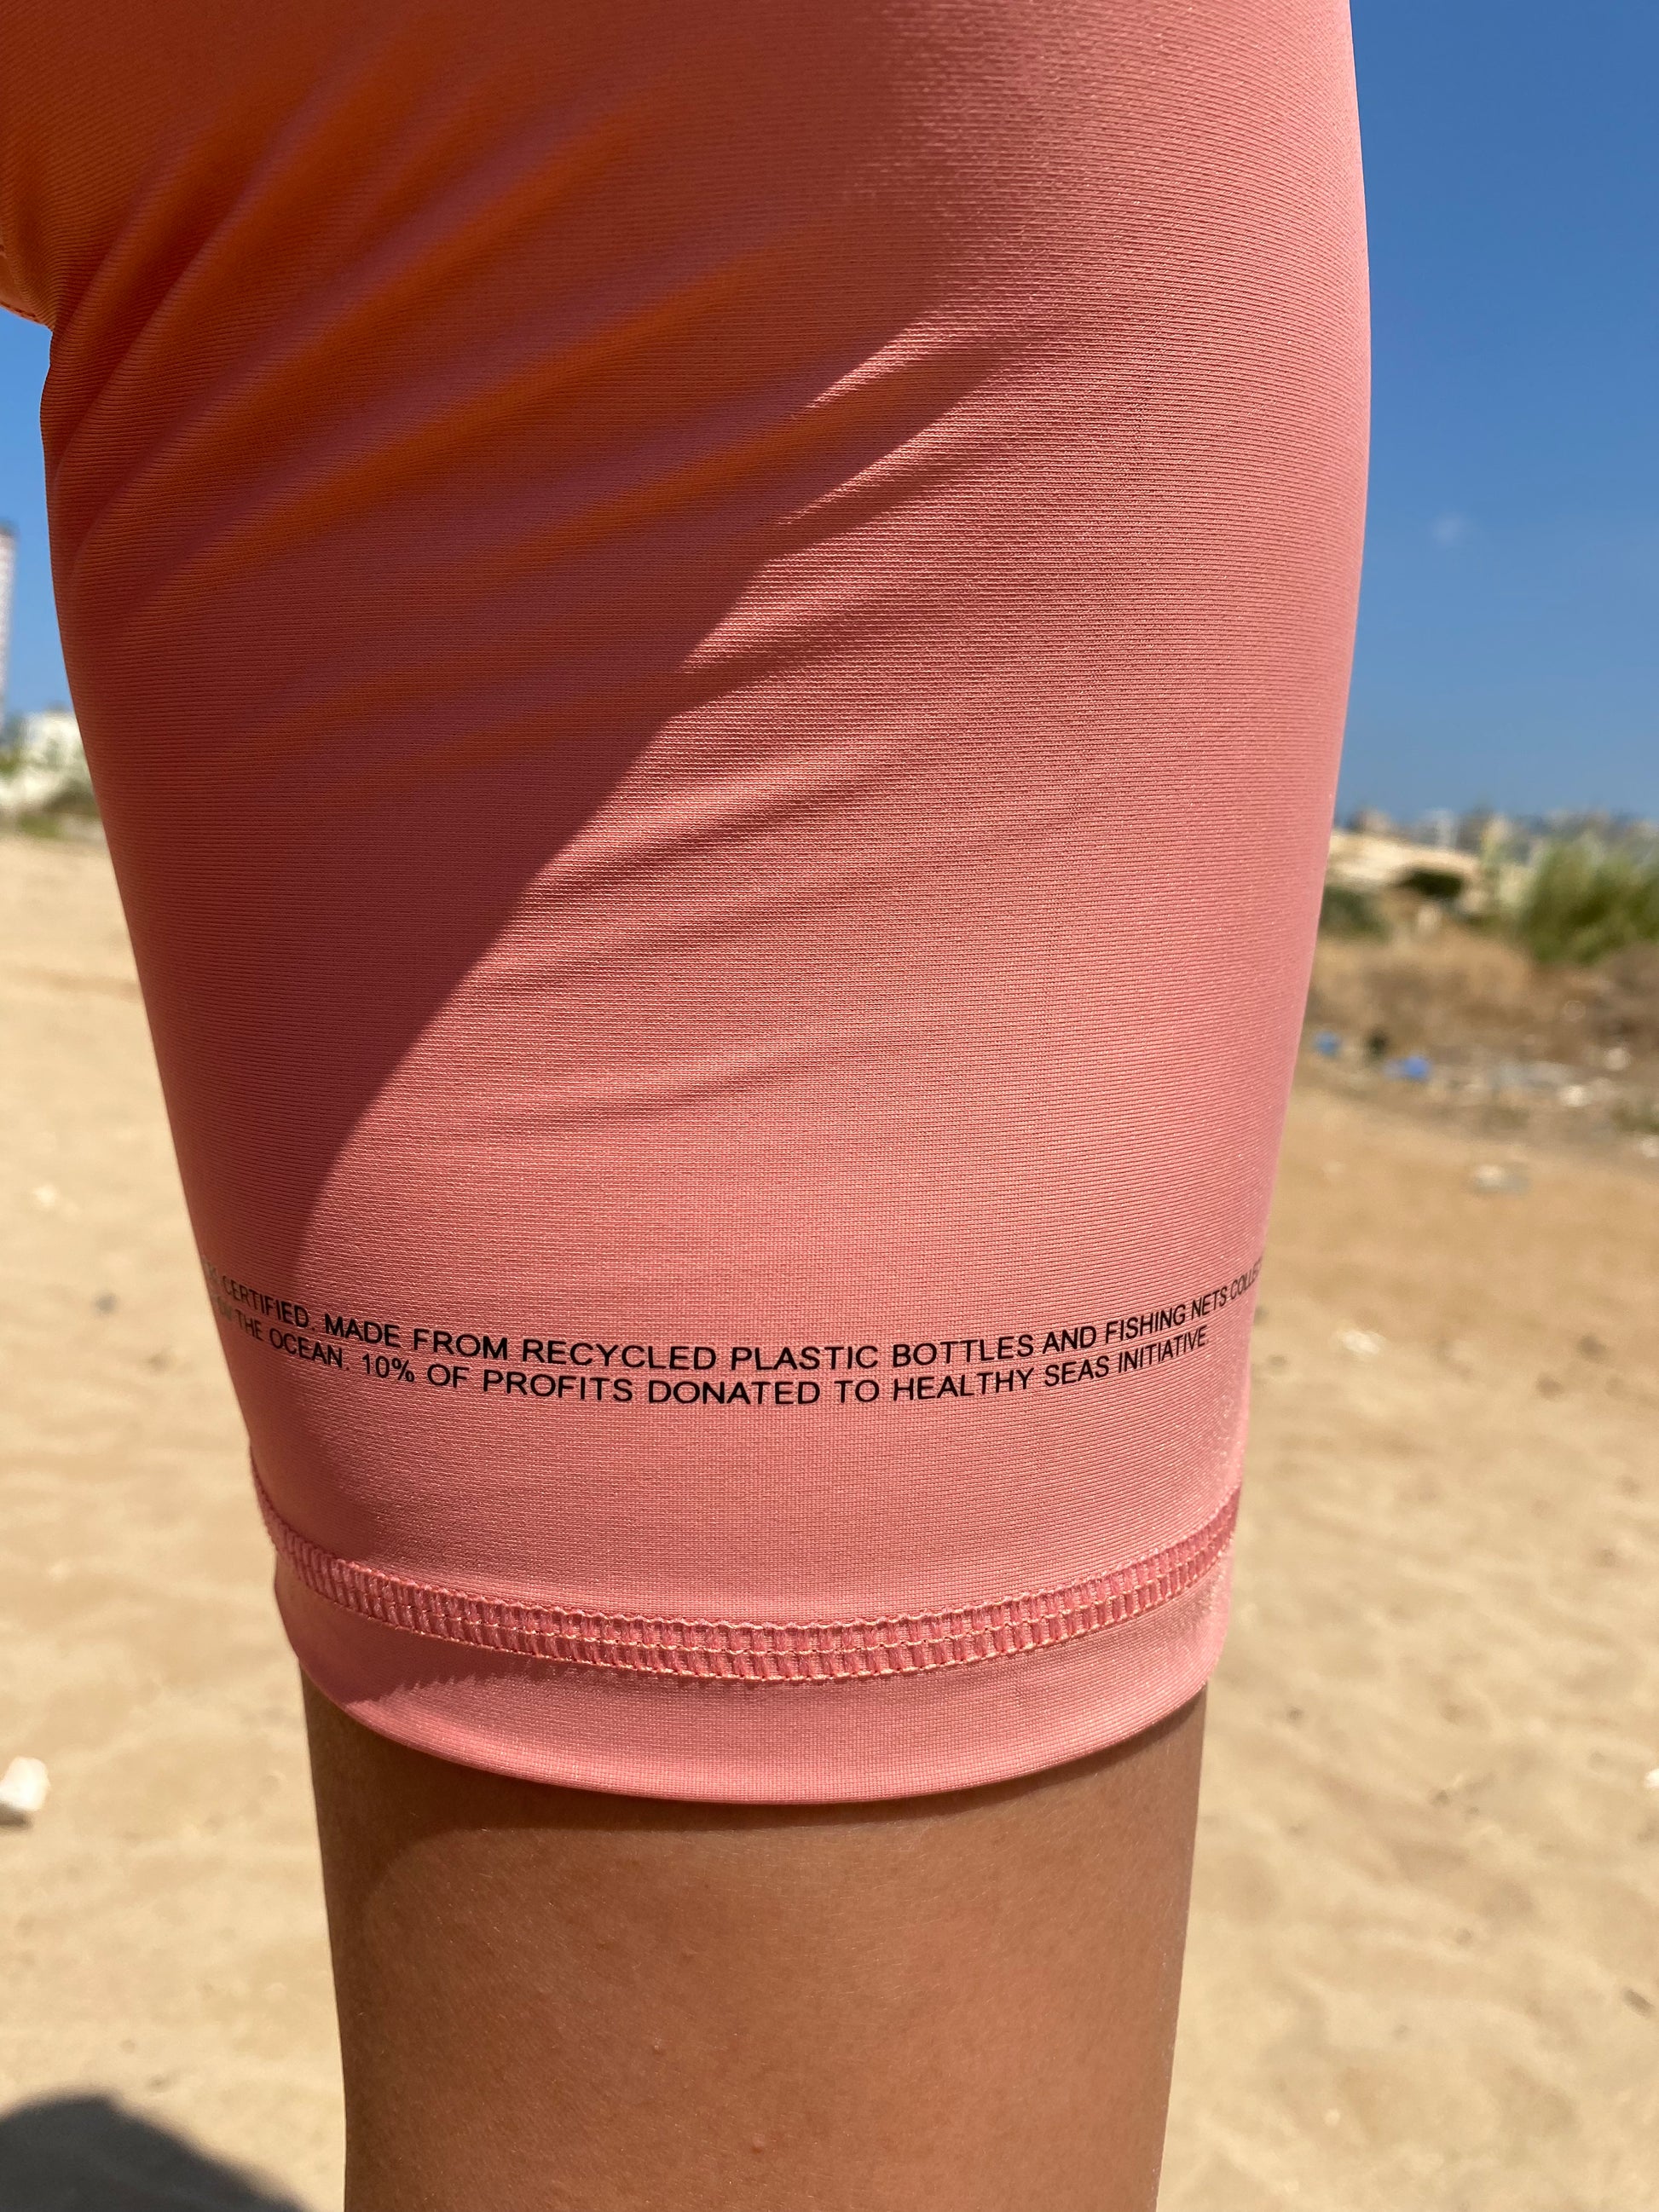 CERTIFIED. MADE FROM RECYCLED PLASTIC BOTTLES AND FISHING NETS
THE OCEAN. 10% OF PROFITS DONATED TO HEALTHY SEAS INITIATIVE.